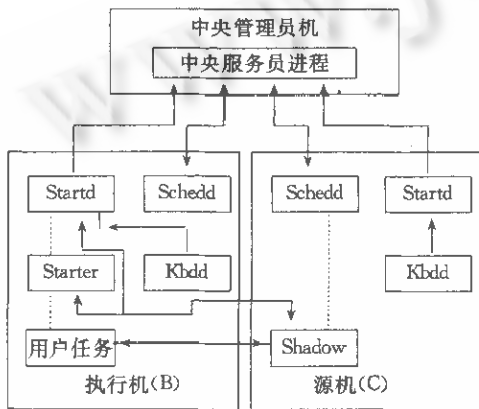 中央管理员机
中央服务员进程
Startd
Schedd
Schedd
Startd
Starter
Kbdd
Kbdd
用户任务
Shadow
执行机(B)
源机(C)